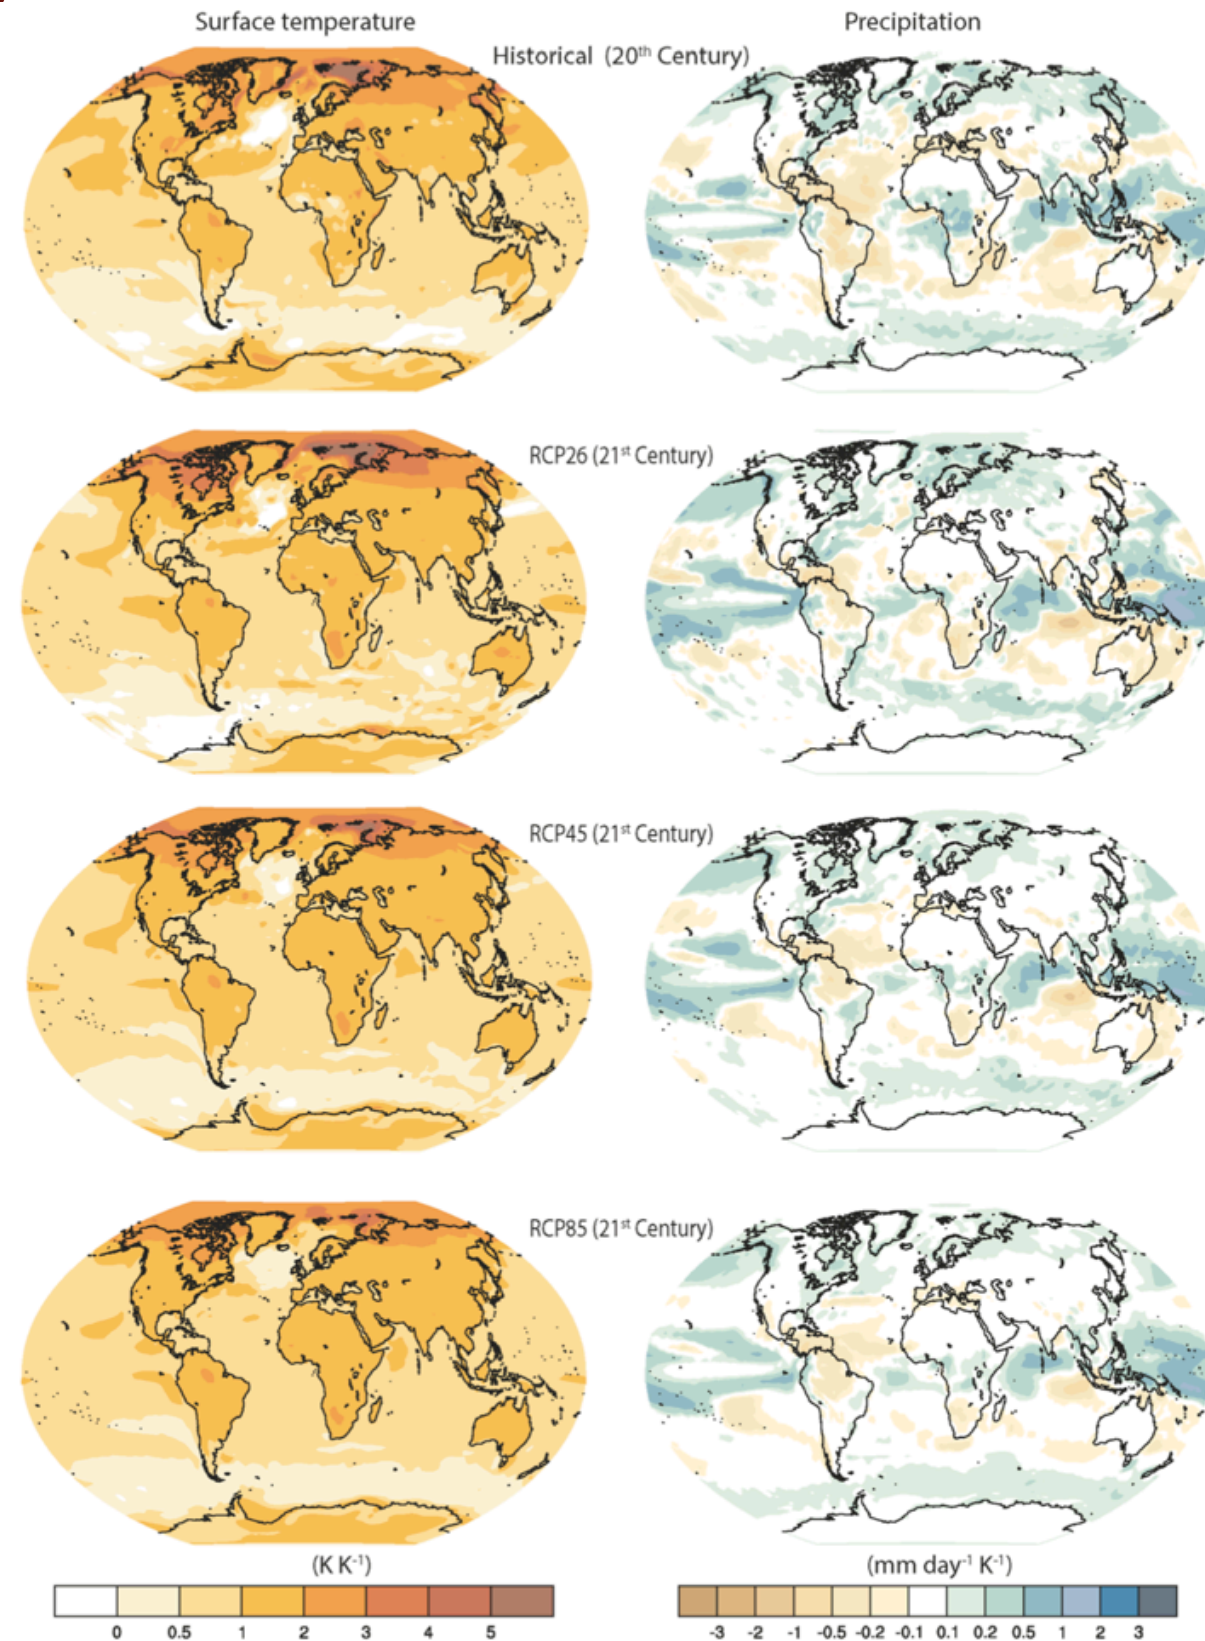 Surface temperature
Precipitation
Historical (20th Century)
RCP26 (21st Century)
RCP45 (21st Century)
RCP85 (21st Century)
(K K-1)
(mm day-1 K-1)
0 0.5 1 2 3 4 5
-3 -2 -1 -0.5 -0.2 -0.1 0.1 0.2 0.5 1 2 3